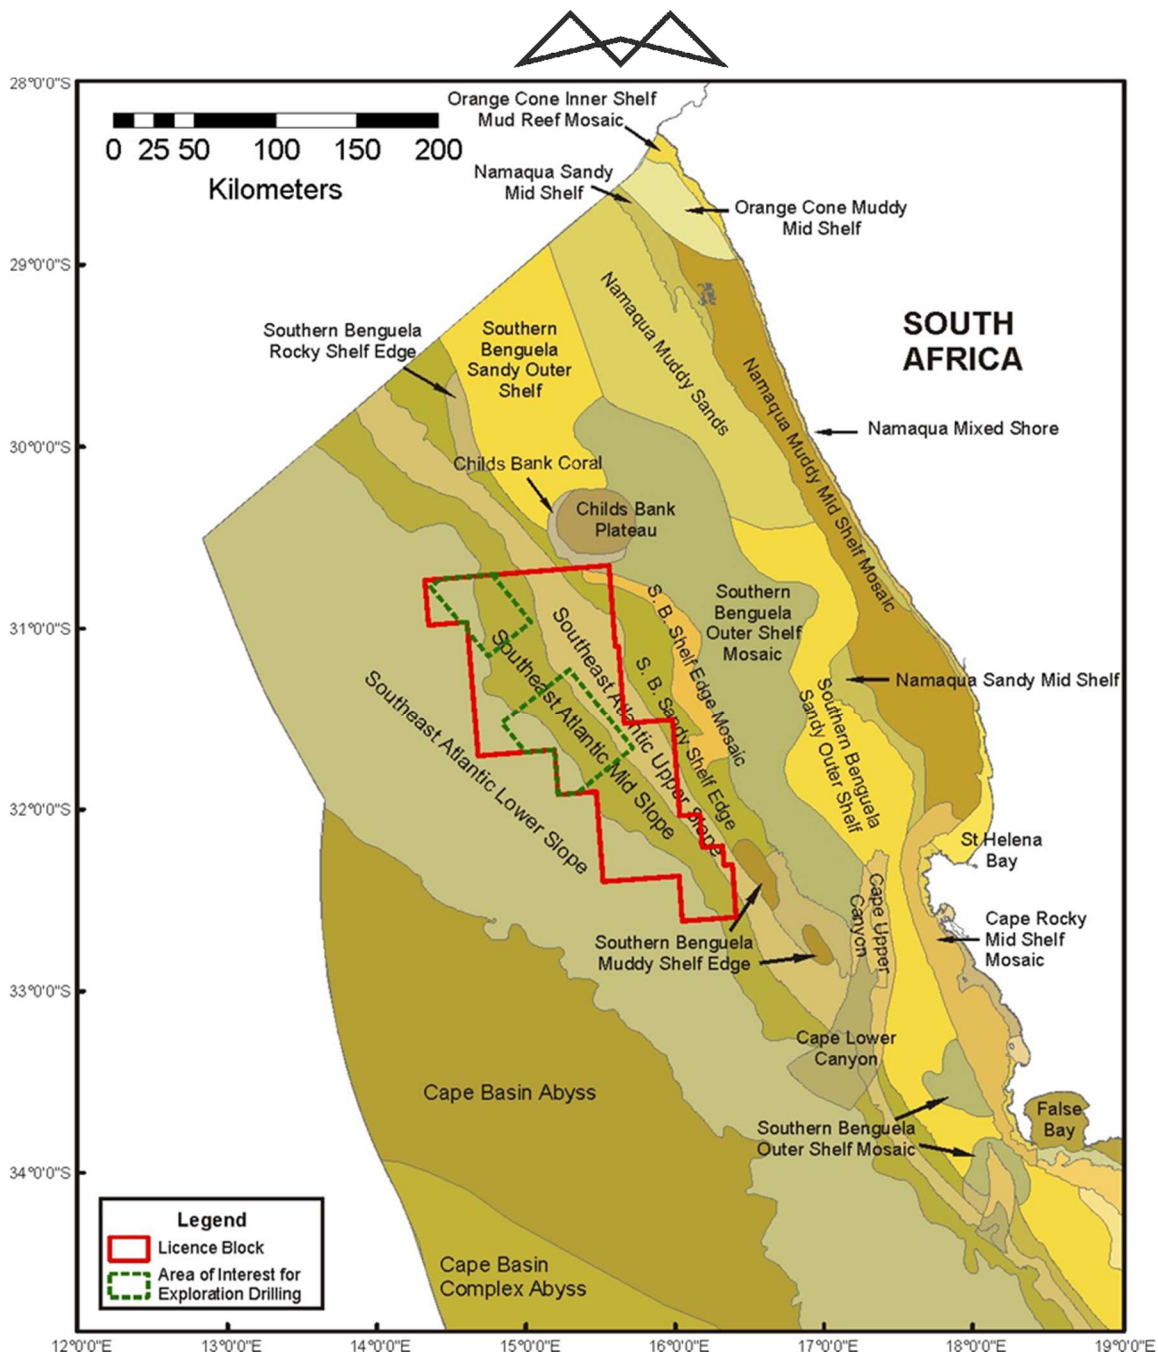 28°0'0"S
29°0'0"S
30°0'0"S
31°0'0"S
32°0'0"S
33°0'0"S
34°0'0"S
0 25 50 100 150 200
Kilometers
Orange Cone Inner Shelf
Mud Reef Mosaic
Namaqua Sandy
Mid Shelf
Orange Cone Muddy
Mid Shelf
SOUTH
AFRICA
Southern Benguela
Rocky Shelf Edge
Southern
Benguela
Sandy Outer
Shelf
Namaqua Muddy Sands
Namaqua Muddy Mid Shelf Mosaic
Namaqua Mixed Shore
Childs Bank Coral
Childs Bank
Plateau
Southern
Benguela
Outer Shelf
Mosaic
S. B. Shelf Edge Mosaic
S. B. Sandy Shelf Edge
Southeast Atlantic Upper Slope
Southeast Atlantic Mid Slope
Southeast Atlantic Lower Slope
Namaqua Sandy Mid Shelf
Southern Benguela
Sandy Outer Shelf
St Helena
Bay
Cape Upper
Canyon
Cape Rocky
Mid Shelf
Mosaic
Southern Benguela
Muddy Shelf Edge
Cape Lower
Canyon
Cape Basin Abyss
Southern Benguela
Outer Shelf Mosaic
False
Bay
Cape Basin
Complex Abyss
Legend
Licence Block
Area of Interest for
Exploration Drilling
12°0'0"E 13°0'0"E 14°0'0"E 15°0'0"E 16°0'0"E 17°0'0"E 18°0'0"E 19°0'0"E